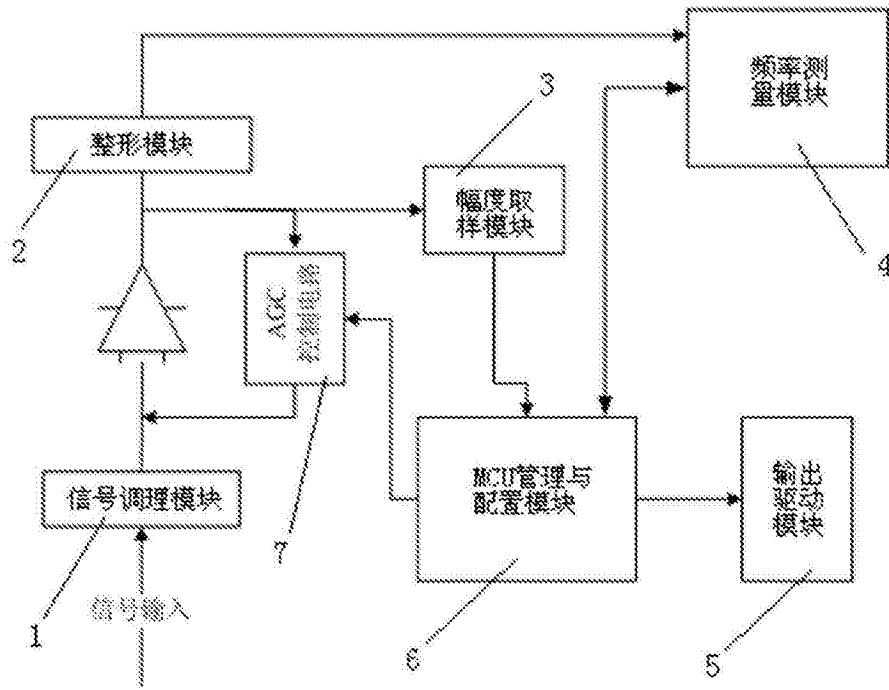 频率测
量模块
3
整形模块
幅度取
样模块
2
4
AGC
控制电路
MCU管理与
配置模块
输出
驱动
模块
信号调理模块
7
信号输入
1
6
5